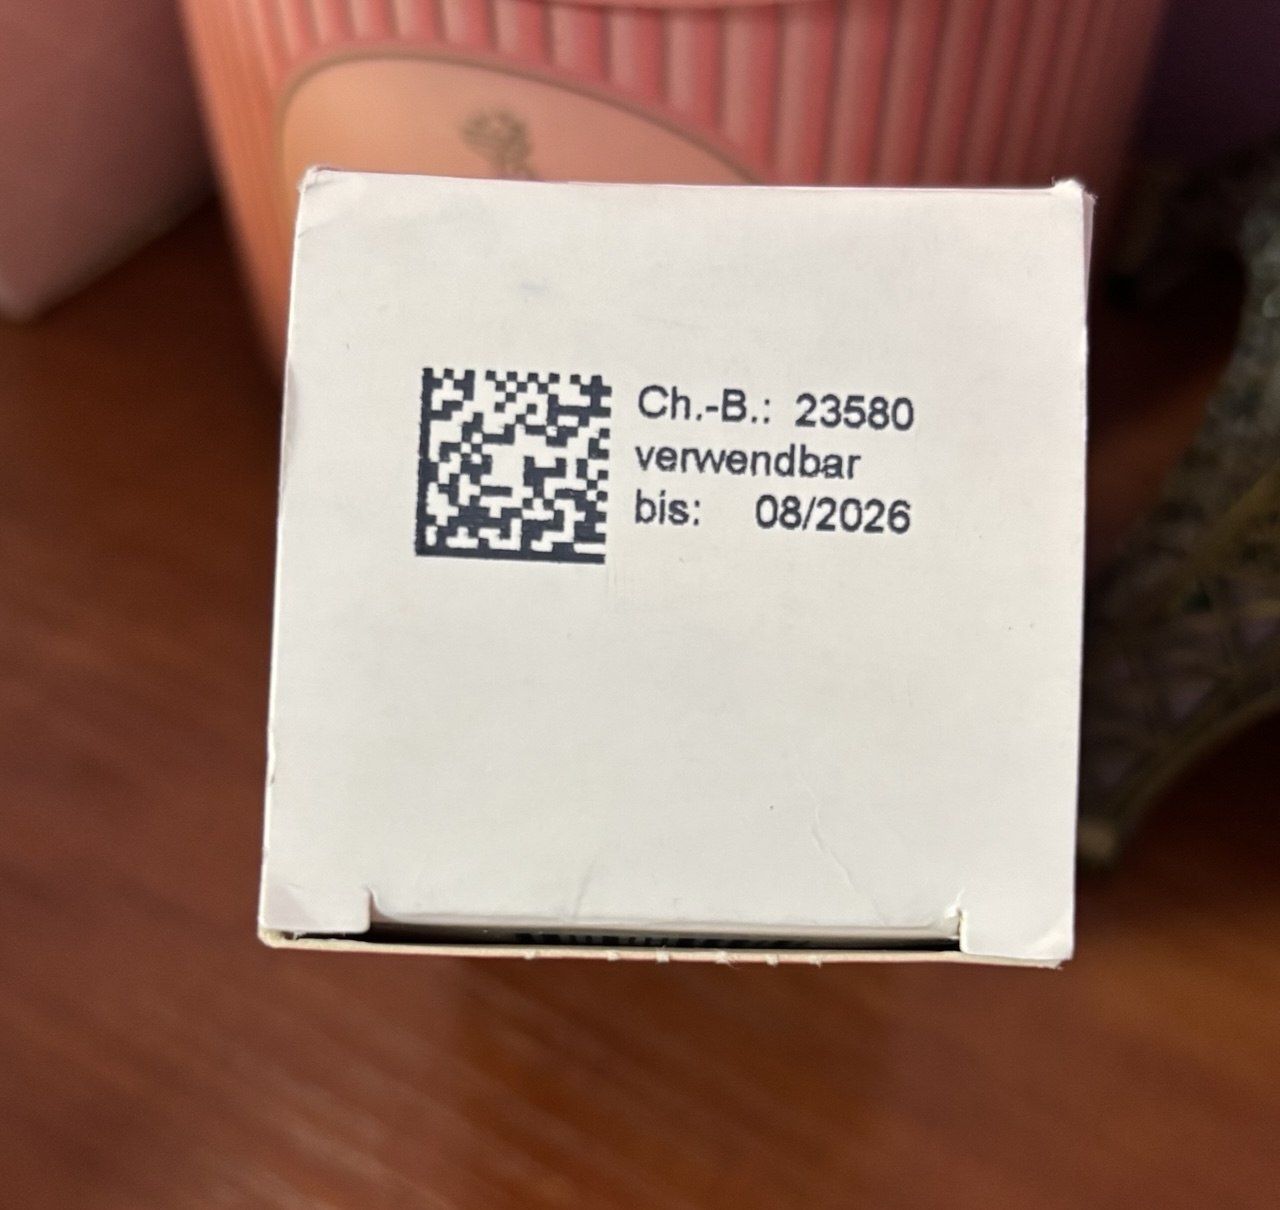 Ch.-B.: 23580
verwendbar
bis: 08/2026